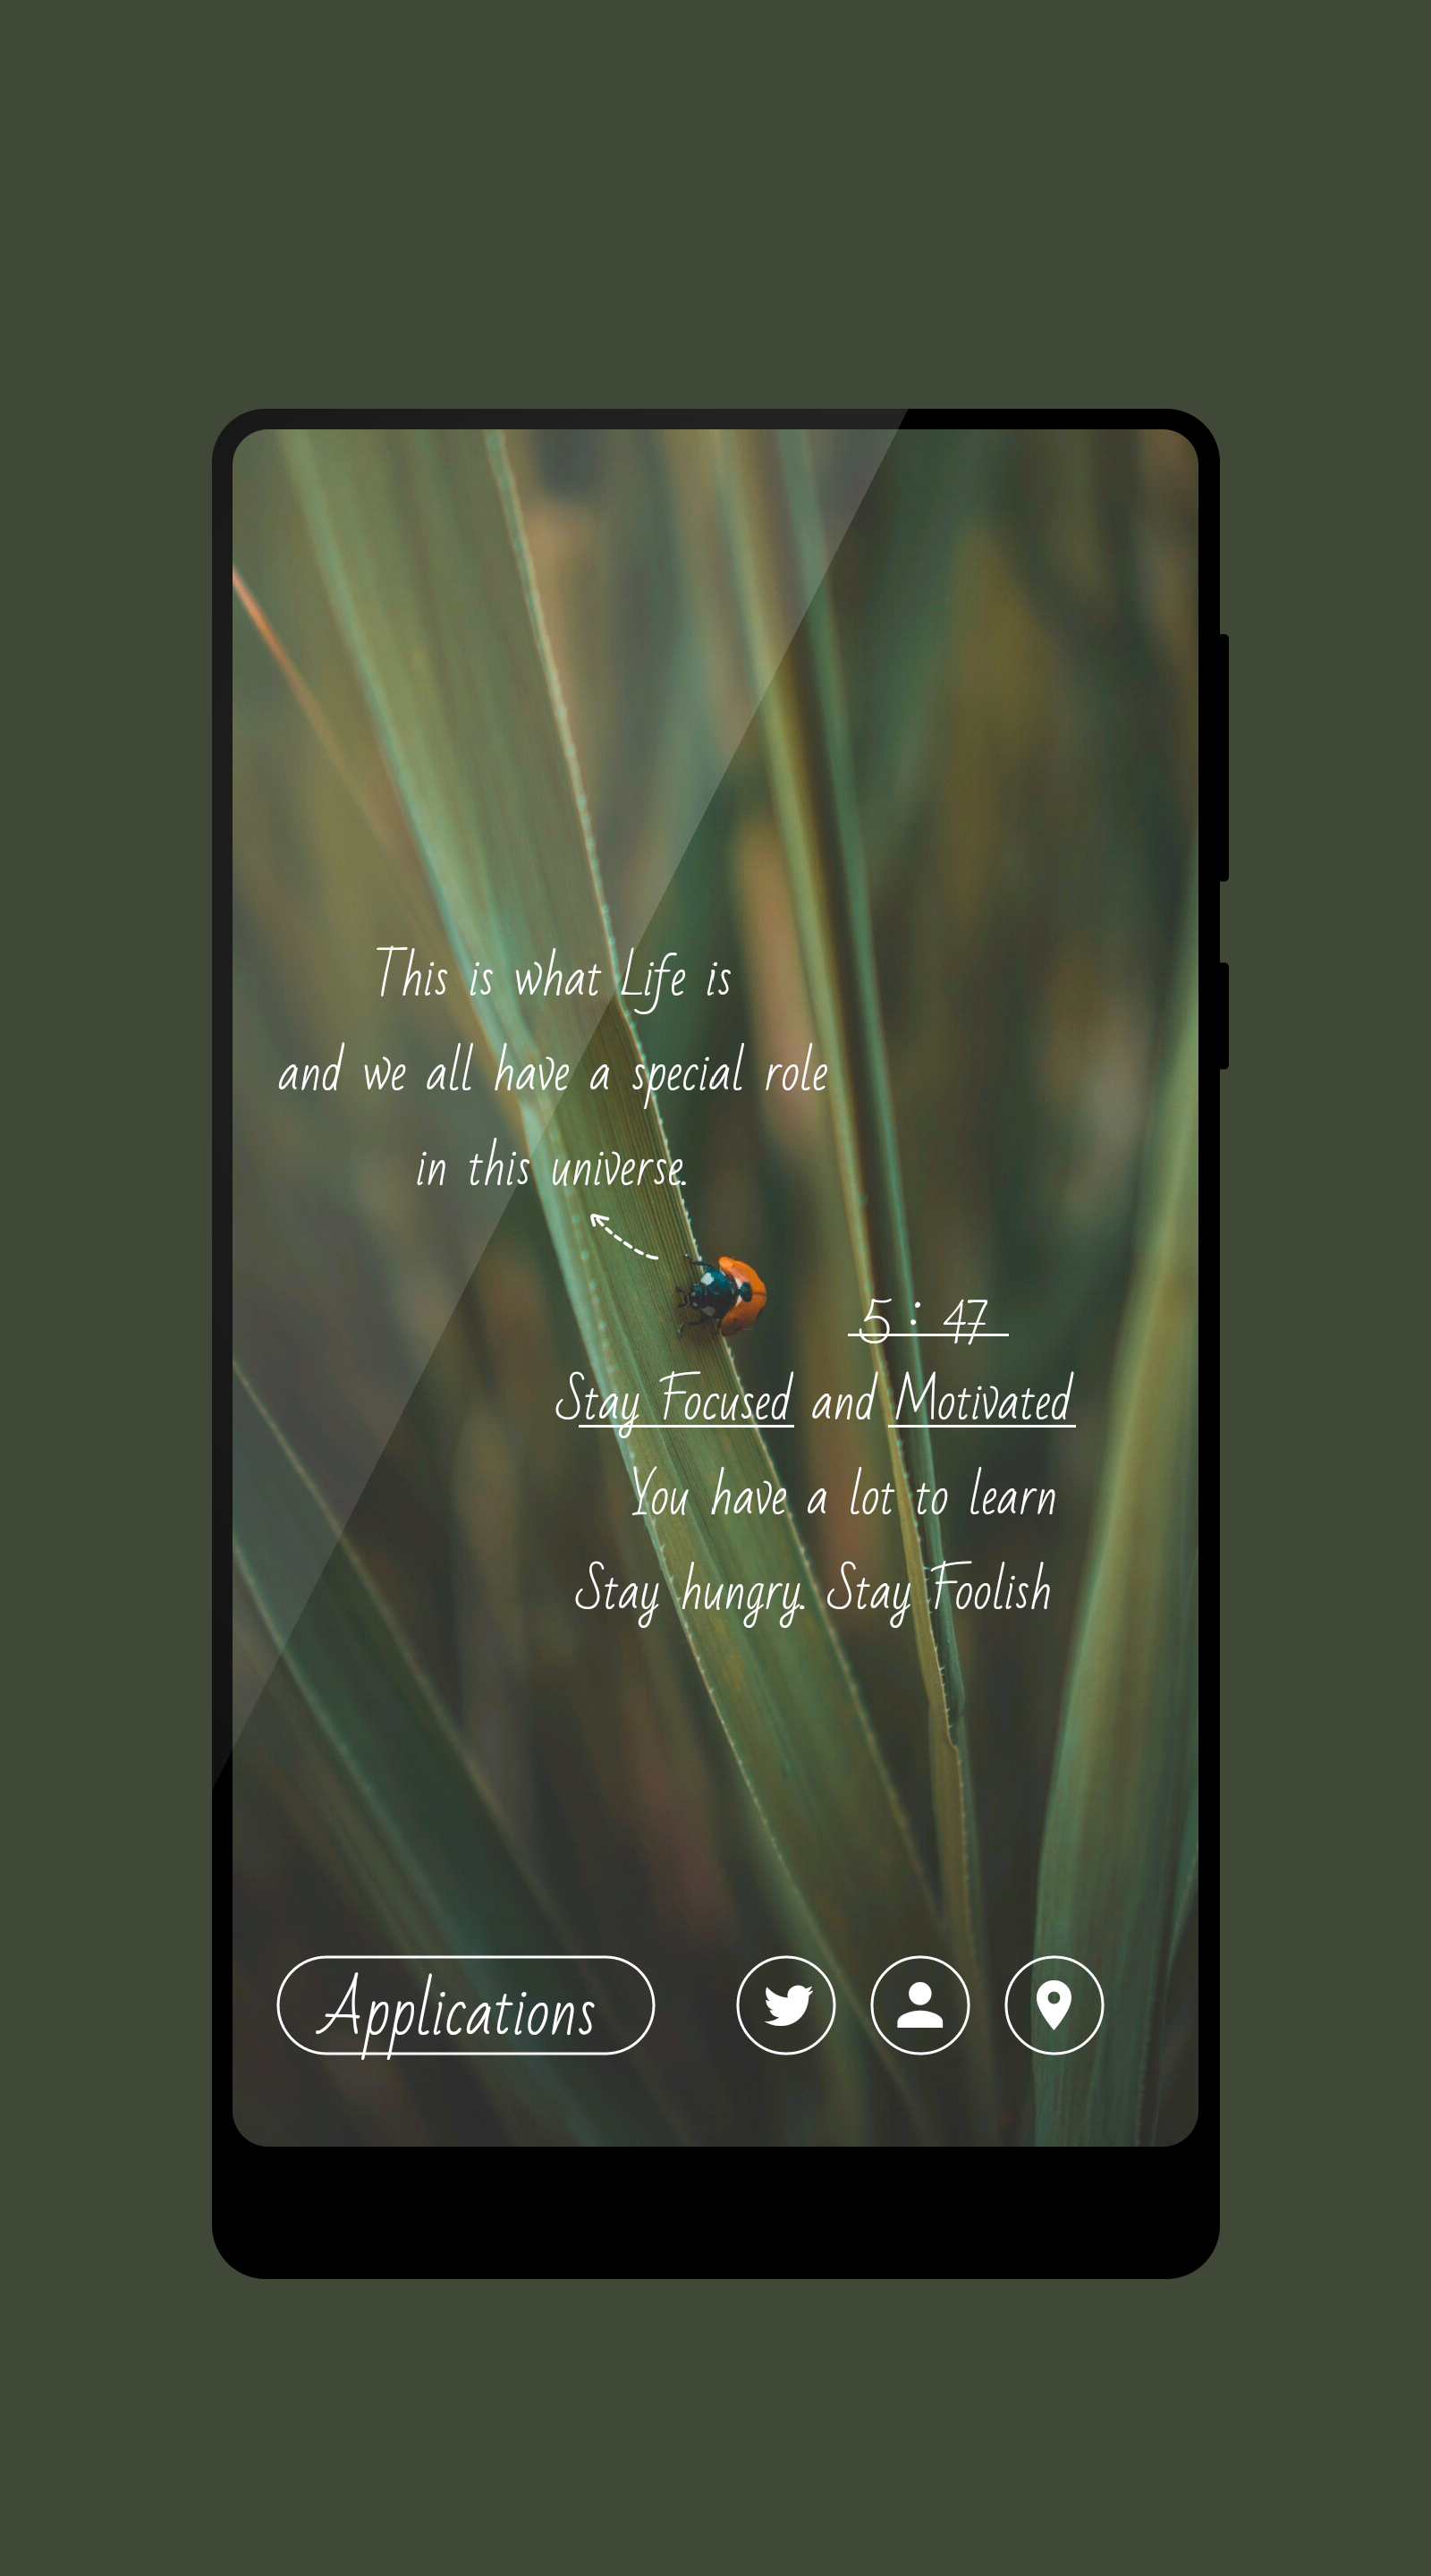 This is what Life is
and we all have a special role
in this universe.
5 : 47
Stay Focused and Motivated
You have a lot to learn
Stay hungry. Stay Foolish
Applications